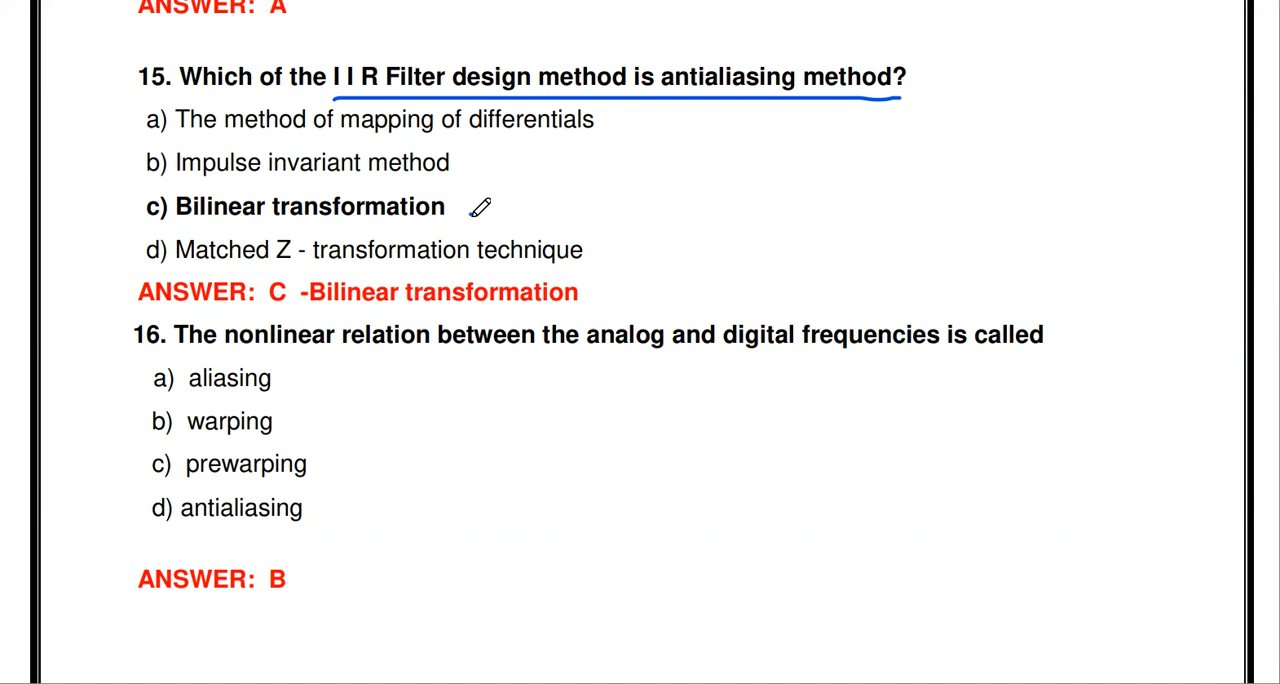 ANSWER: A
15. Which of the I I R Filter design method is antialiasing method?
a) The method of mapping of differentials
b) Impulse invariant method
c) Bilinear transformation
d) Matched Z - transformation technique
ANSWER: C -Bilinear transformation
16. The nonlinear relation between the analog and digital frequencies is called
a) aliasing
b) warping
c) prewarping
d) antialiasing
ANSWER: B